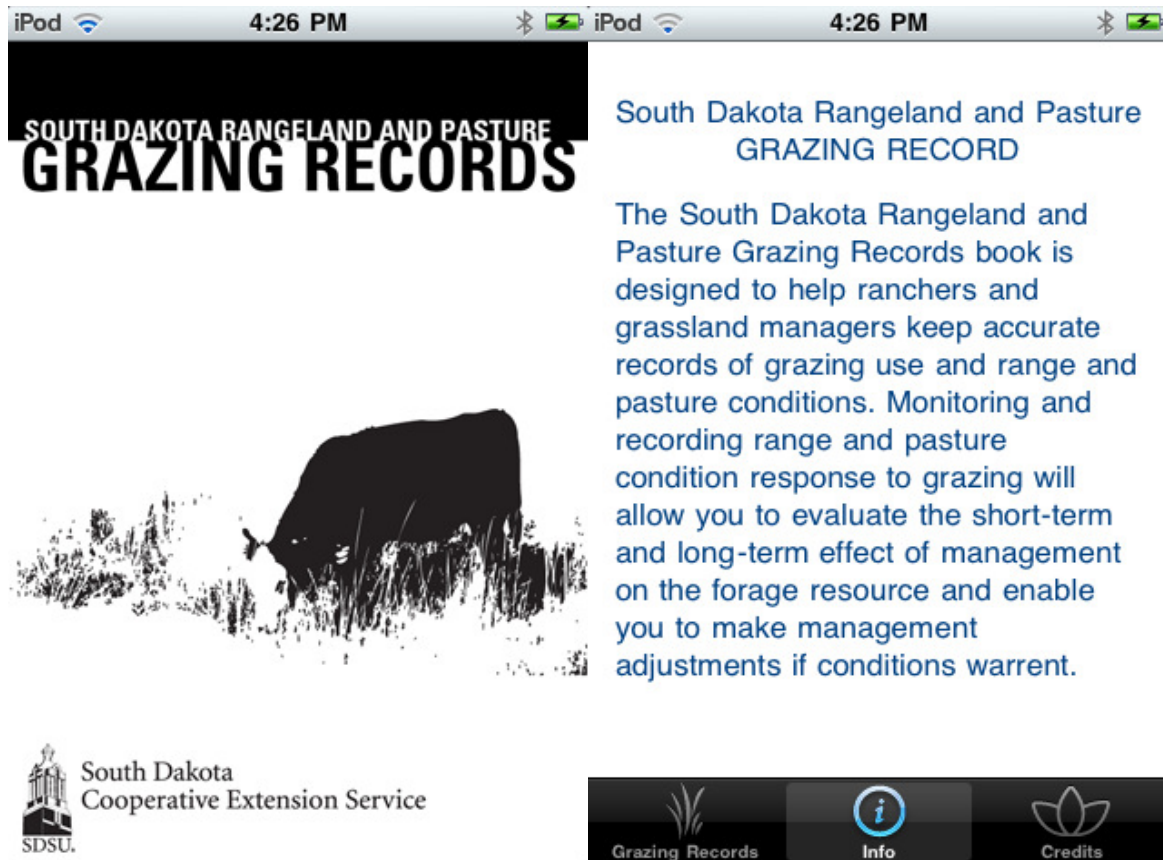 iPod 4:26 PM
SOUTH DAKOTA RANGELAND AND PASTURE
GRAZING RECORDS
South Dakota
Cooperative Extension Service
SDSU.
iPod 4:26 PM
South Dakota Rangeland and Pasture
GRAZING RECORD
The South Dakota Rangeland and
Pasture Grazing Records book is
designed to help ranchers and
grassland managers keep accurate
records of grazing use and range and
pasture conditions. Monitoring and
recording range and pasture
condition response to grazing will
allow you to evaluate the short-term
and long-term effect of management
on the forage resource and enable
you to make management
adjustments if conditions warrent.
Grazing Records Info Credits